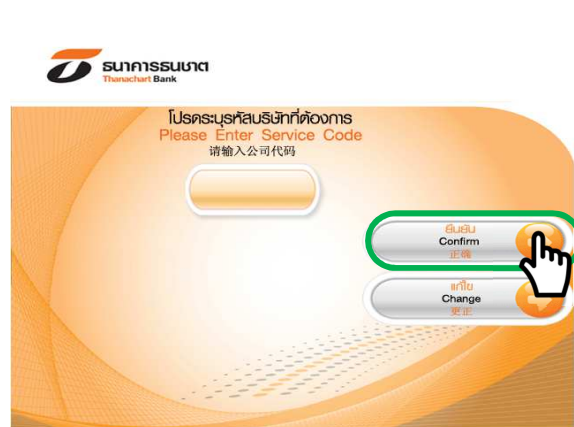 ธนาคารธนชาต
Thanachart Bank
โปรดระบุรหัสบริษัทที่ต้องการ
Please Enter Service Code
请输入公司代码
ยืนยัน
Confirm
正确
แก้ไข
Change
更正